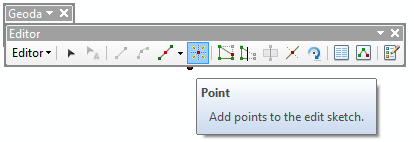 Geoda
Editor
Editor
Point
Add points to the edit sketch.